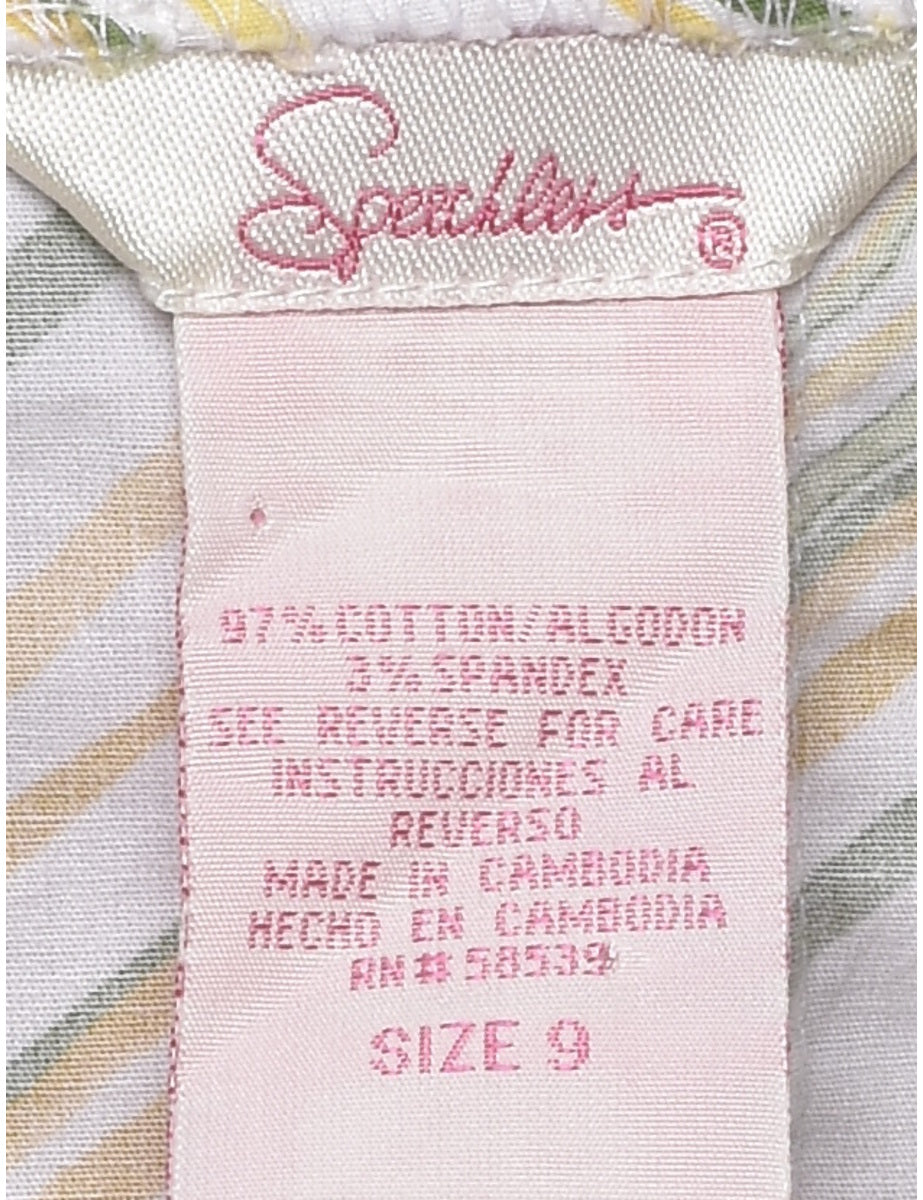 Speechless ®
97% COTTON/ALGODON
3% SPANDEX
SEE REVERSE FOR CARE
INSTRUCCIONES AL
REVERSO
MADE IN CAMBODIA
HECHO EN CAMBODIA
RN# 58539
SIZE 9